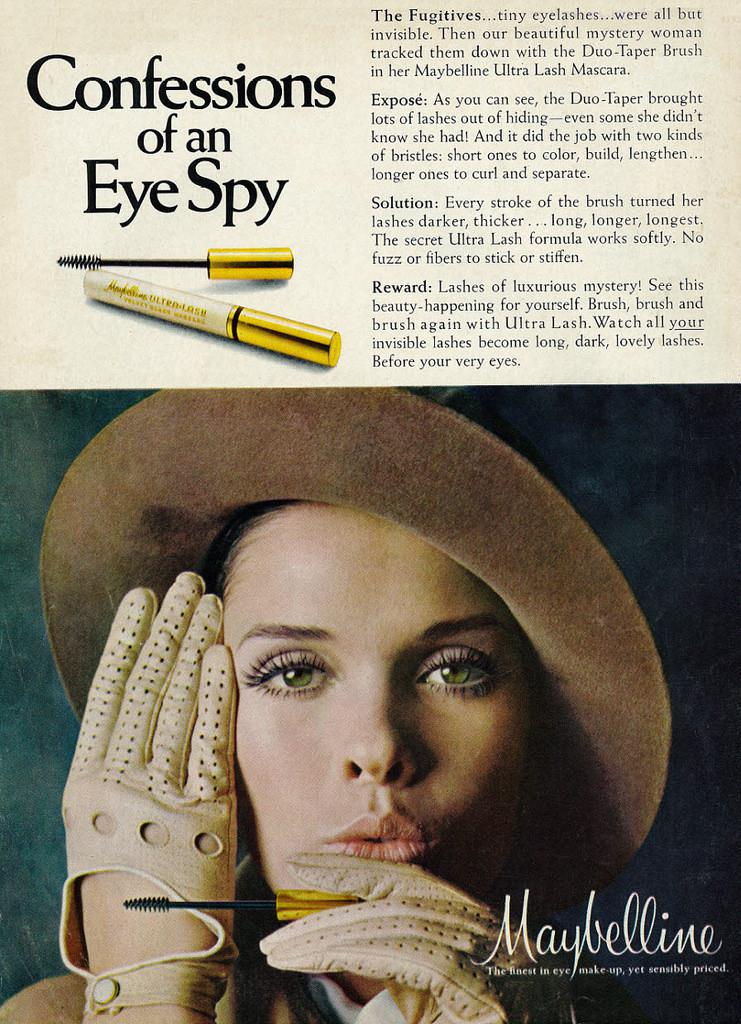 Confessions
of an
Eye Spy
Maybelline ULTRA-LASH
VELVET BLACK MASCARA
The Fugitives...tiny eyelashes...were all but
invisible. Then our beautiful mystery woman
tracked them down with the Duo-Taper Brush
in her Maybelline Ultra Lash Mascara.
Exposé: As you can see, the Duo-Taper brought
lots of lashes out of hiding—even some she didn't
know she had! And it did the job with two kinds
of bristles: short ones to color, build, lengthen...
longer ones to curl and separate.
Solution: Every stroke of the brush turned her
lashes darker, thicker . . . long, longer, longest.
The secret Ultra Lash formula works softly. No
fuzz or fibers to stick or stiffen.
Reward: Lashes of luxurious mystery! See this
beauty-happening for yourself. Brush, brush and
brush again with Ultra Lash. Watch all your
invisible lashes become long, dark, lovely lashes.
Before your very eyes.
Maybelline
The finest in eye make-up, yet sensibly priced.